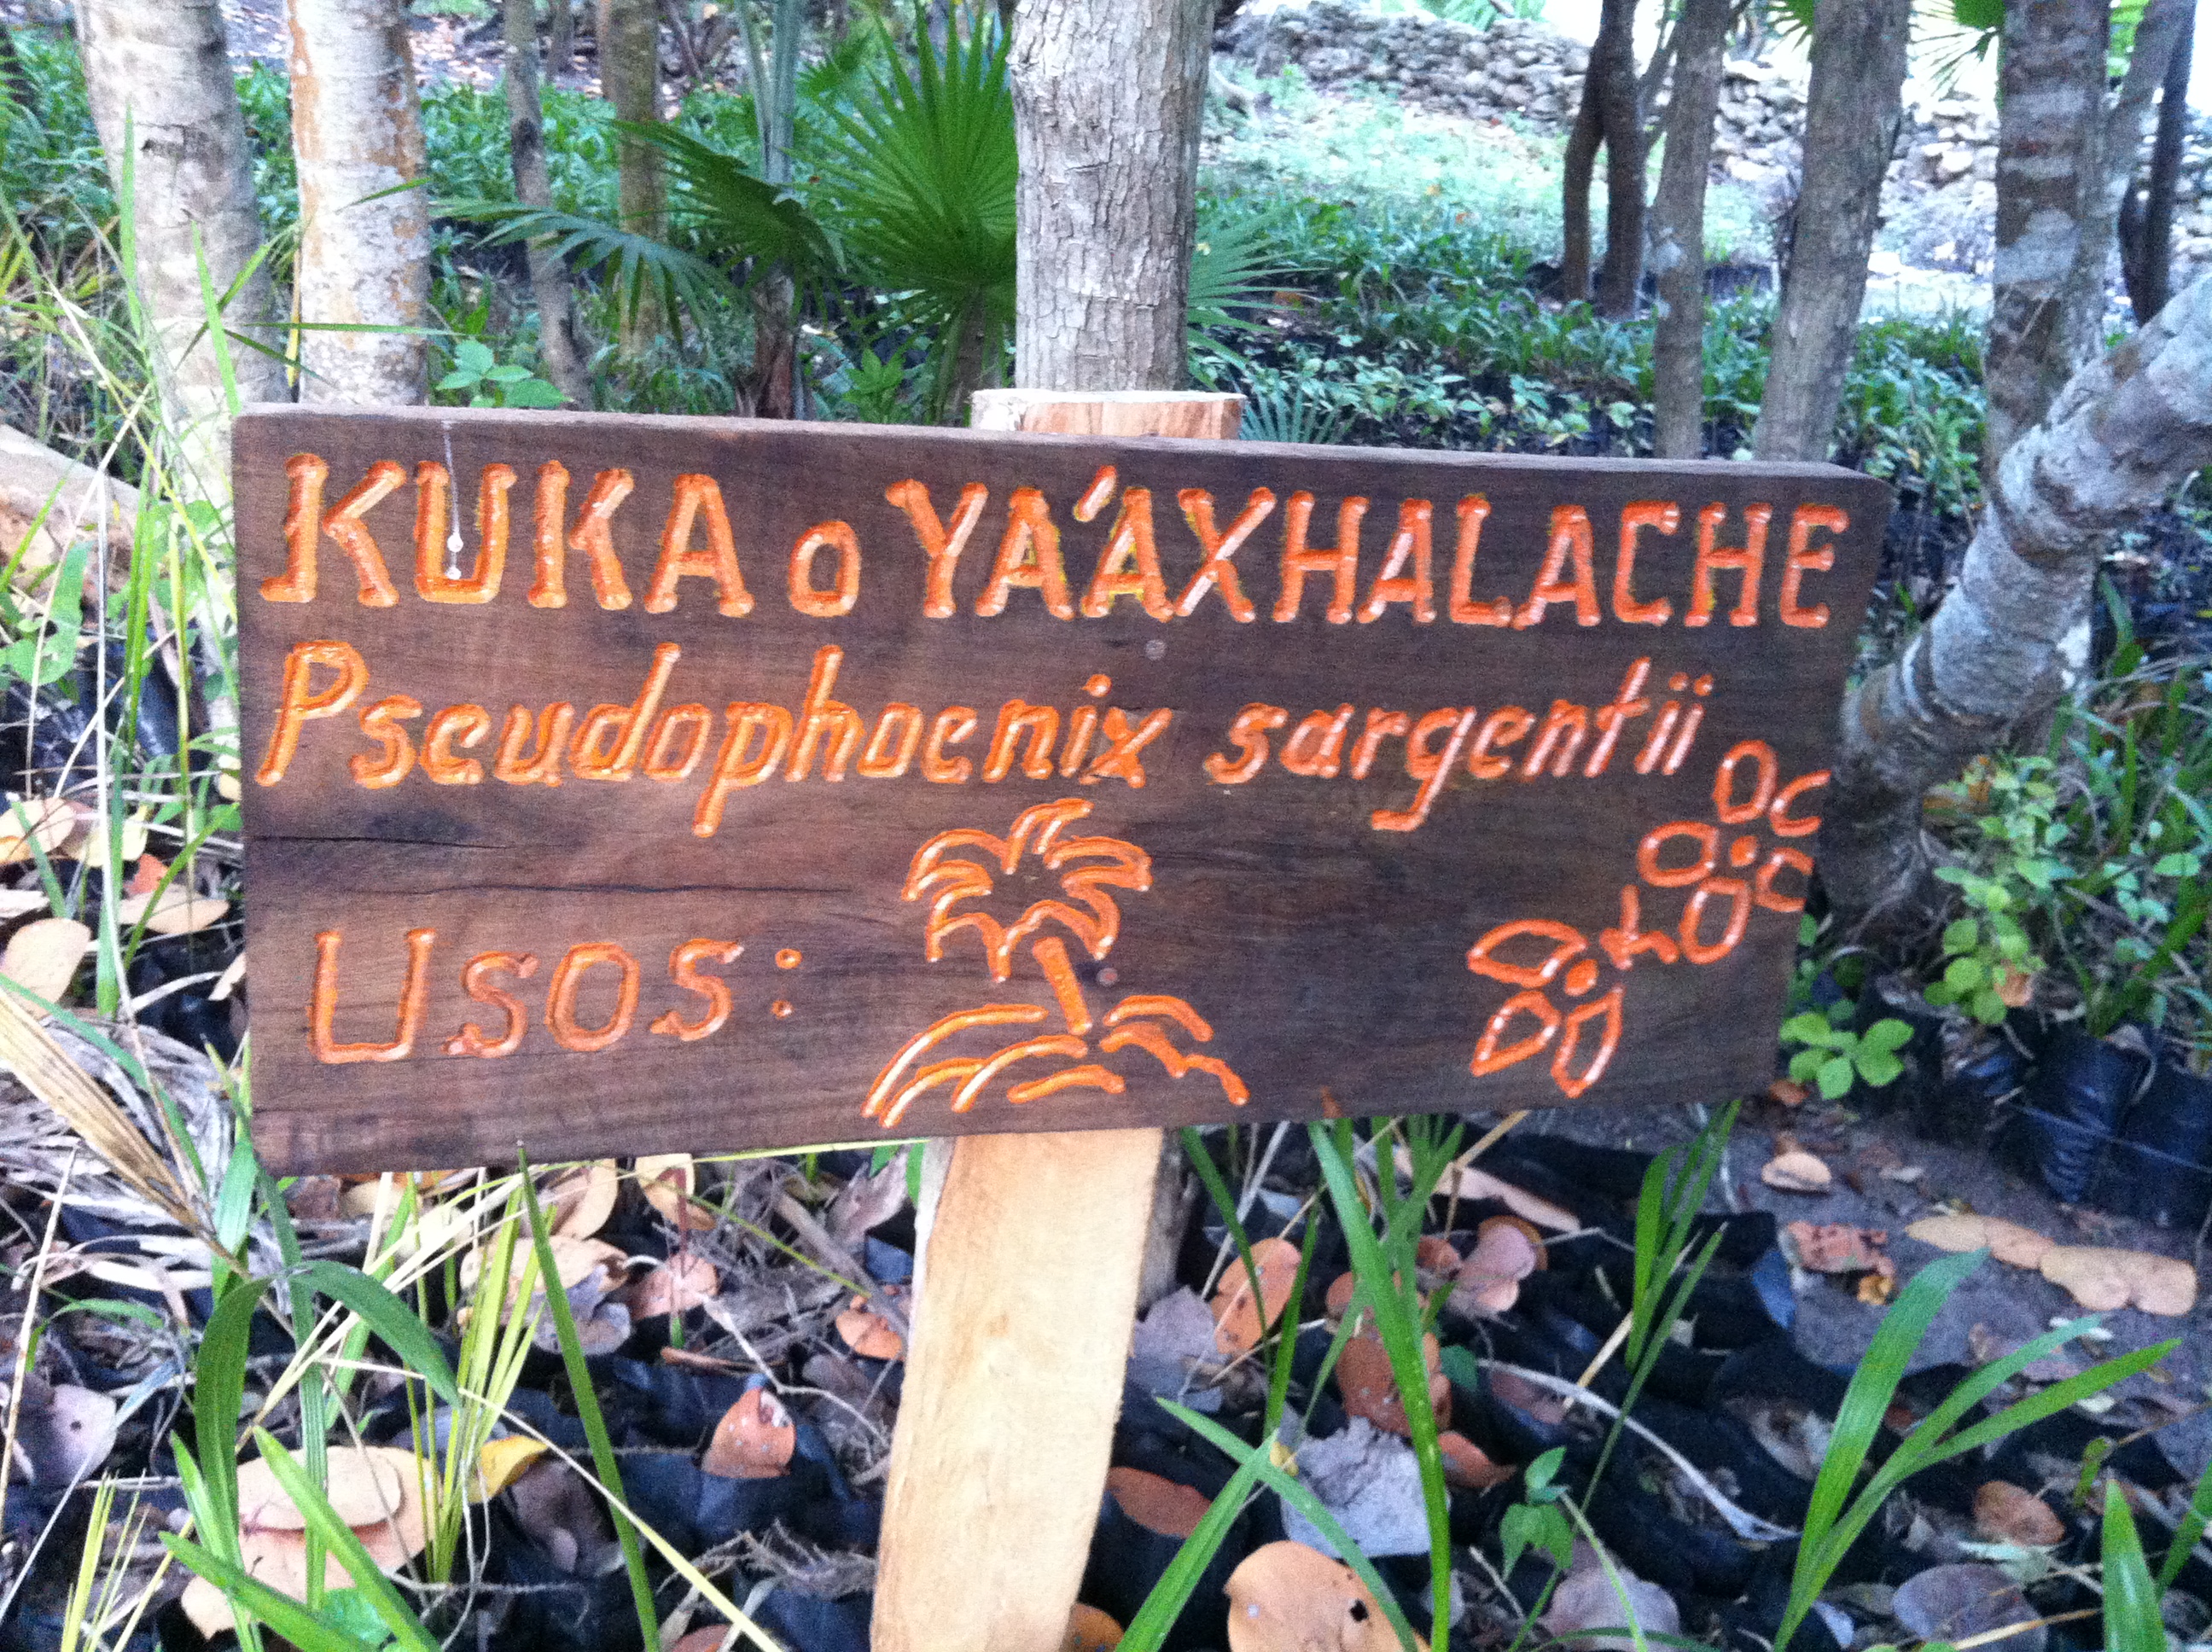 KUKA o YA'AXHALACHE
Pseudophoenix sargentii
Usos: